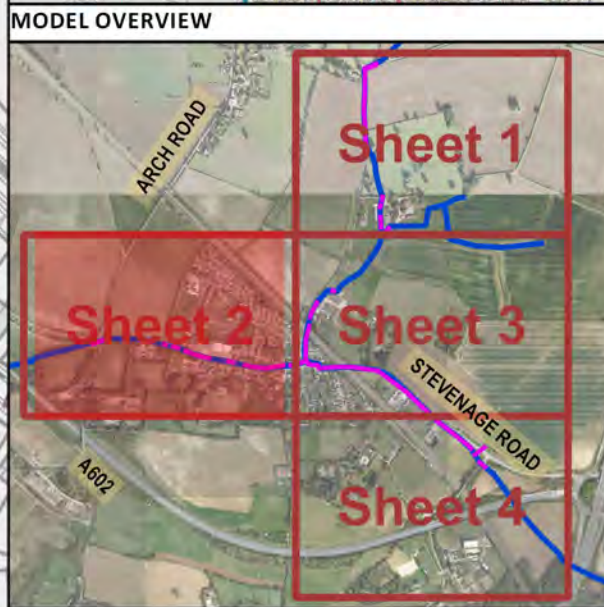 MODEL OVERVIEW
ARCH ROAD
Sheet 1
Sheet 2
Sheet 3
STEVENAGE ROAD
A602
Sheet 4